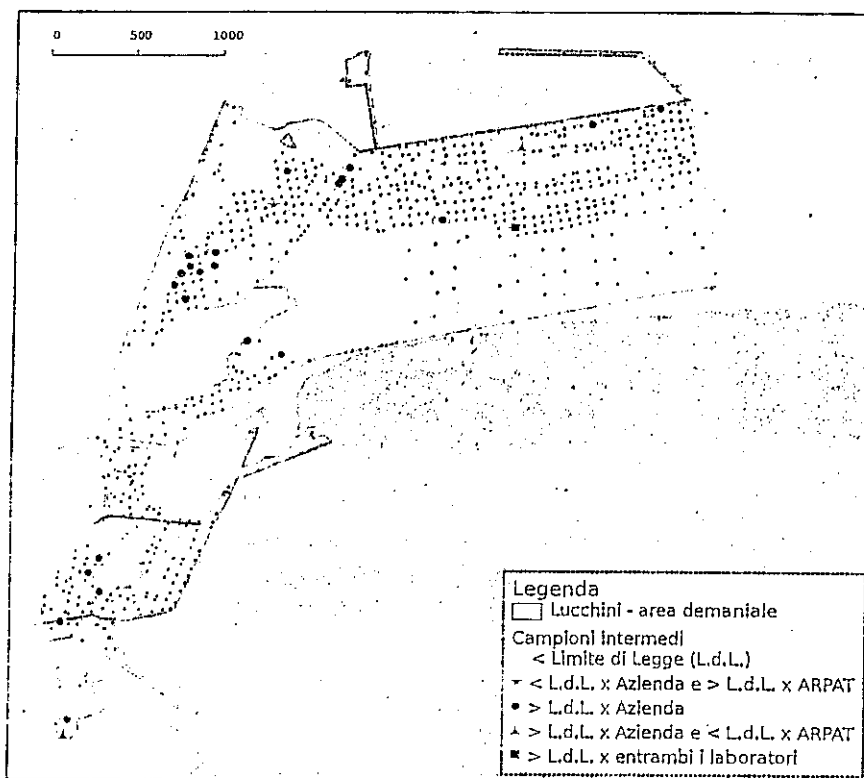 0 500 1000
Legenda
Lucchini - area demaniale
Campioni intermedi
< Limite di Legge (L.d.L.)
< L.d.L. x Azienda e > L.d.L. x ARPAT
> L.d.L. x Azienda
> L.d.L. x Azienda e < L.d.L. x ARPAT
> L.d.L. x entrambi i laboratori